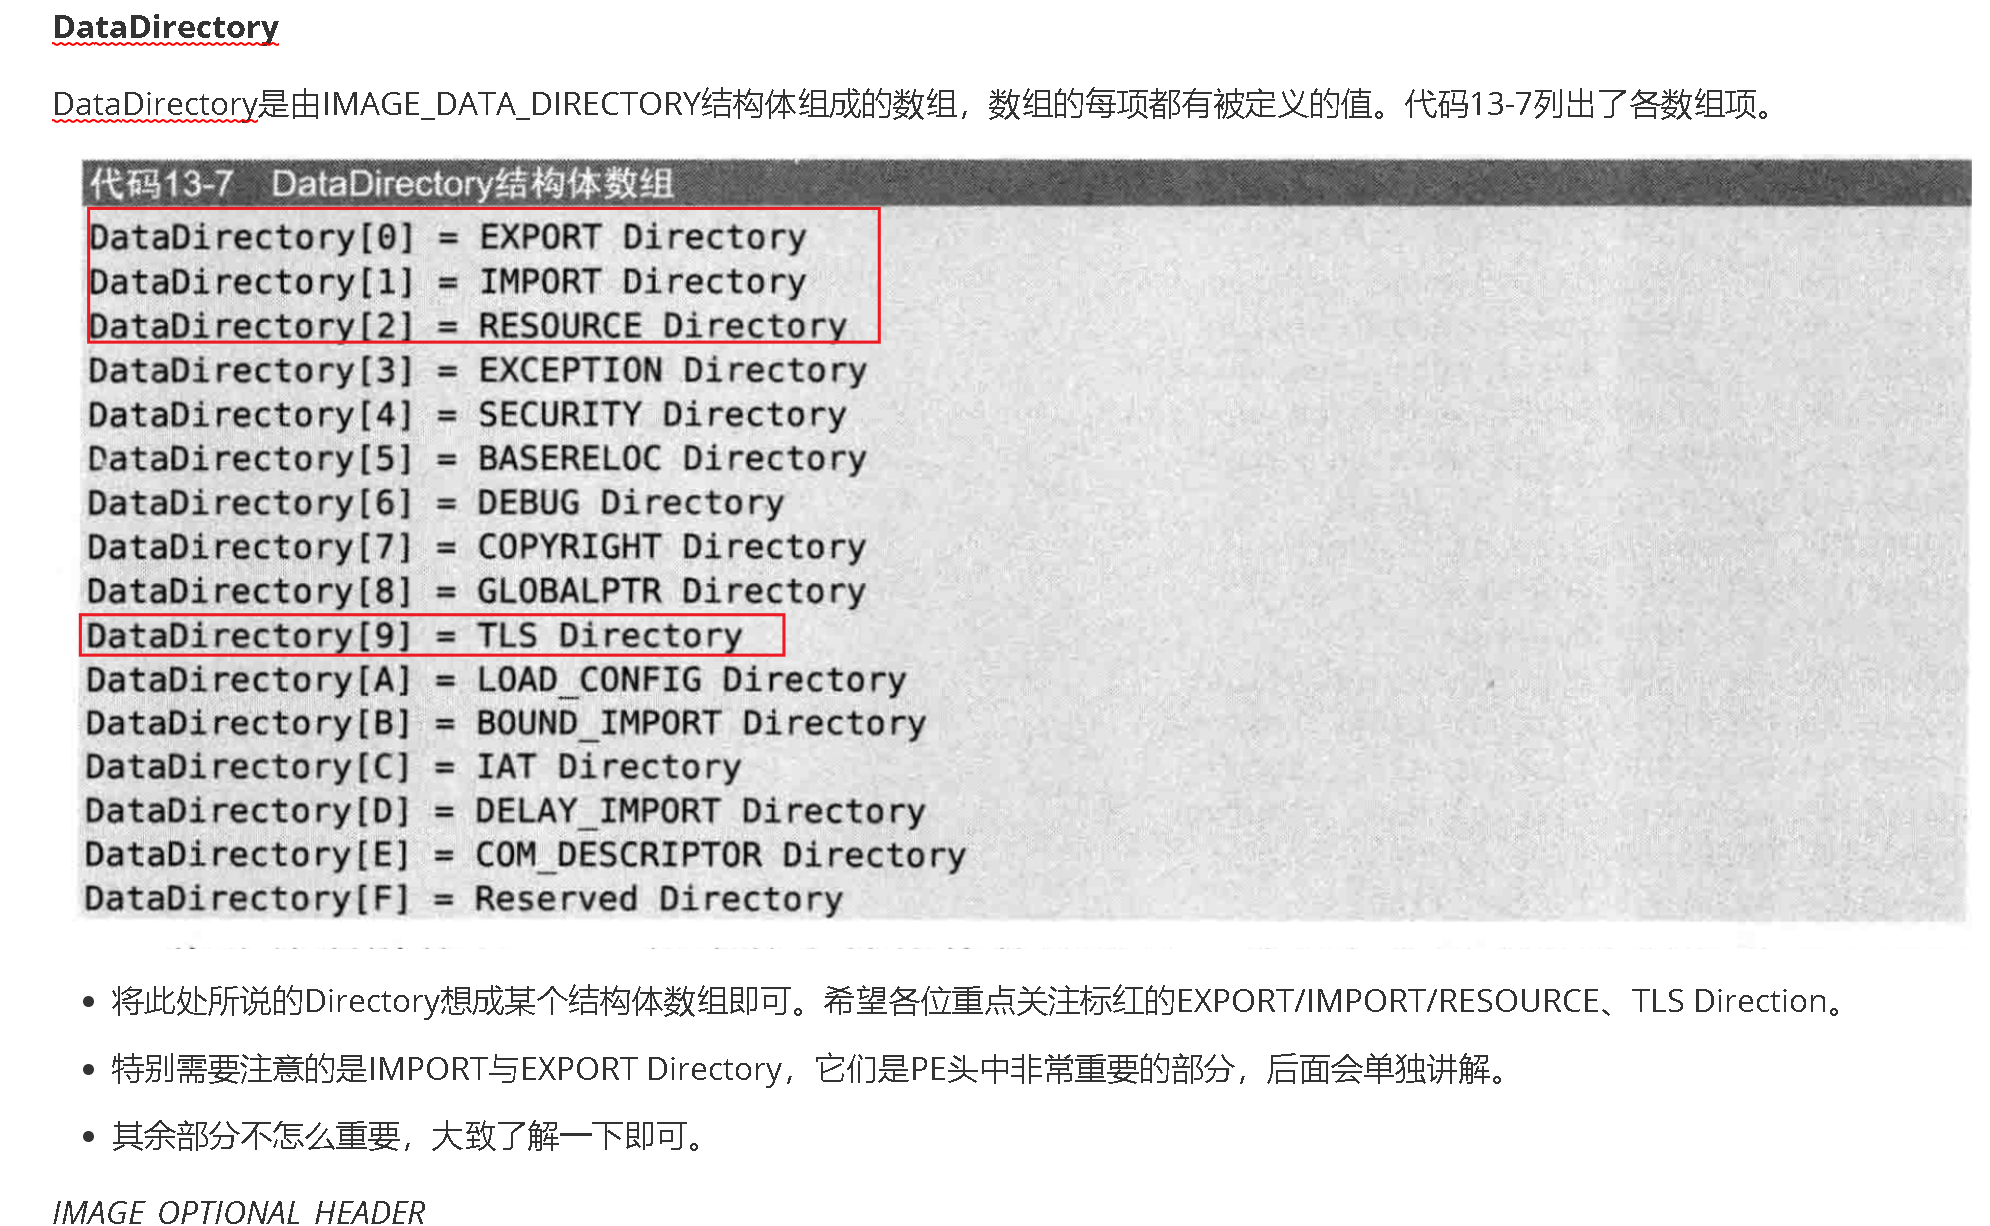 DataDirectory
DataDirectory是由IMAGE_DATA_DIRECTORY结构体组成的数组，数组的每项都有被定义的值。代码13-7列出了各数组项。
代码13-7 DataDirectory结构体数组
DataDirectory[0] = EXPORT Directory
DataDirectory[1] = IMPORT Directory
DataDirectory[2] = RESOURCE Directory
DataDirectory[3] = EXCEPTION Directory
DataDirectory[4] = SECURITY Directory
DataDirectory[5] = BASERELOC Directory
DataDirectory[6] = DEBUG Directory
DataDirectory[7] = COPYRIGHT Directory
DataDirectory[8] = GLOBALPTR Directory
DataDirectory[9] = TLS Directory
DataDirectory[A] = LOAD_CONFIG Directory
DataDirectory[B] = BOUND_IMPORT Directory
DataDirectory[C] = IAT Directory
DataDirectory[D] = DELAY_IMPORT Directory
DataDirectory[E] = COM_DESCRIPTOR Directory
DataDirectory[F] = Reserved Directory
• 将此处所说的Directory想成某个结构体数组即可。希望各位重点关注标红的EXPORT/IMPORT/RESOURCE、TLS Direction。
• 特别需要注意的是IMPORT与EXPORT Directory，它们是PE头中非常重要的部分，后面会单独讲解。
• 其余部分不怎么重要，大致了解一下即可。
IMAGE_OPTIONAL_HEADER